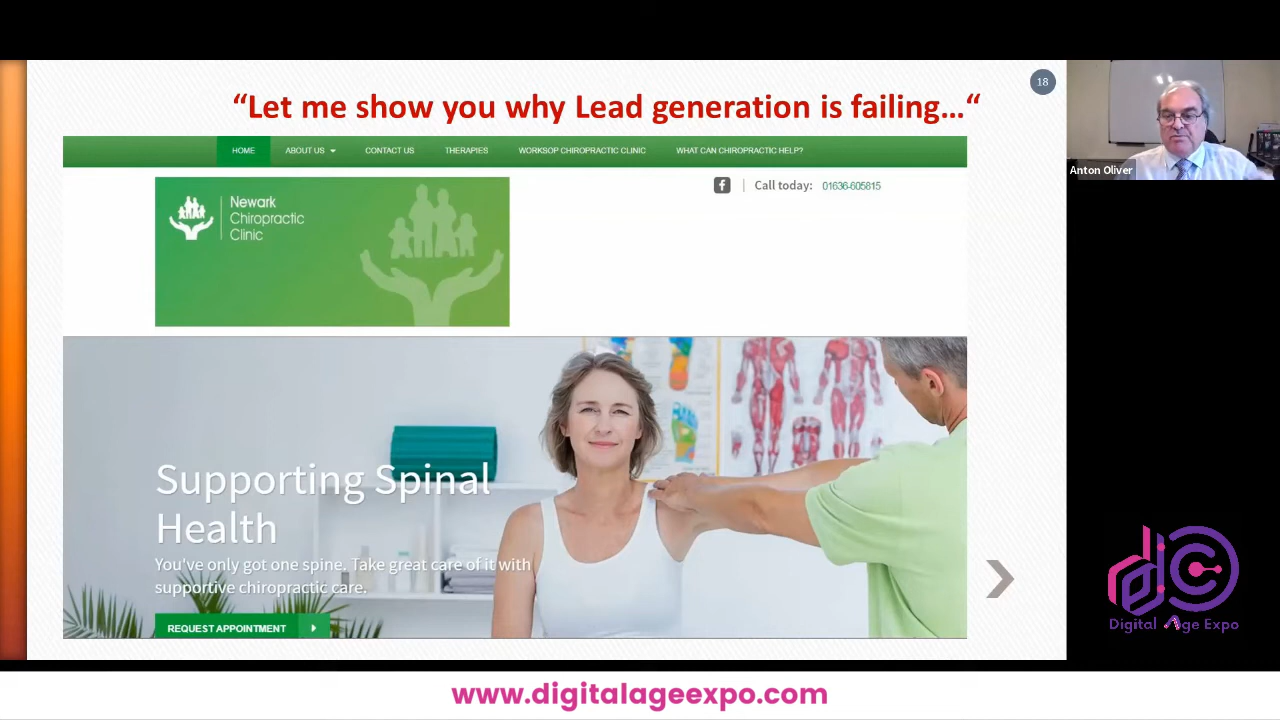 18
“Let me show you why Lead generation is failing…“
HOME ABOUT US CONTACT US THERAPIES WORKSOP CHIROPRACTIC CLINIC WHAT CAN CHIROPRACTIC HELP?
Newark
Chiropractic
Clinic
f Call today: 01636-605815
Supporting Spinal
Health
You've only got one spine. Take great care of it with
supportive chiropractic care.
REQUEST APPOINTMENT
Anton Oliver
Digital Age Expo
www.digitalageexpo.com